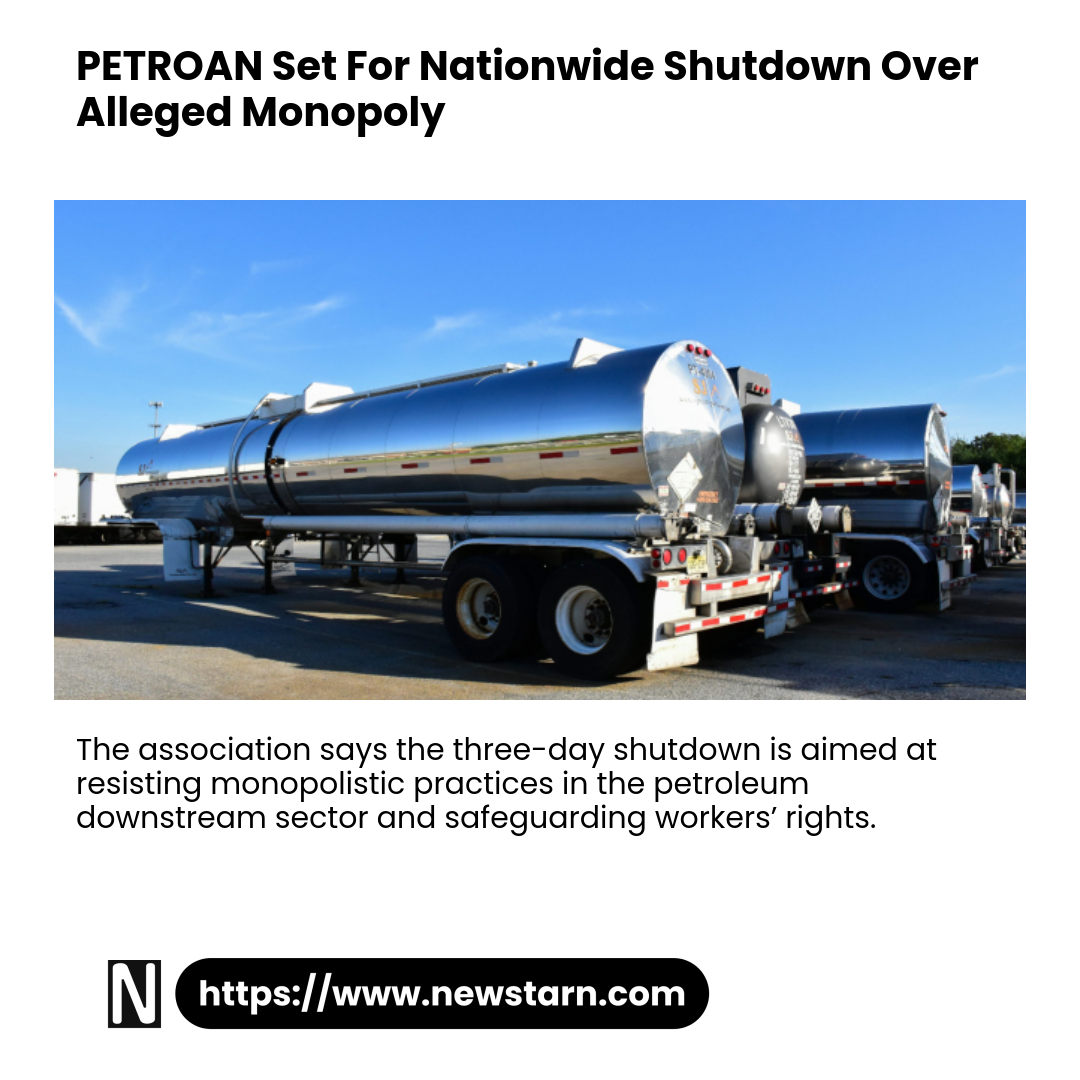 PETROAN Set For Nationwide Shutdown Over
Alleged Monopoly
The association says the three-day shutdown is aimed at
resisting monopolistic practices in the petroleum
downstream sector and safeguarding workers’ rights.
N
https://www.newstarn.com